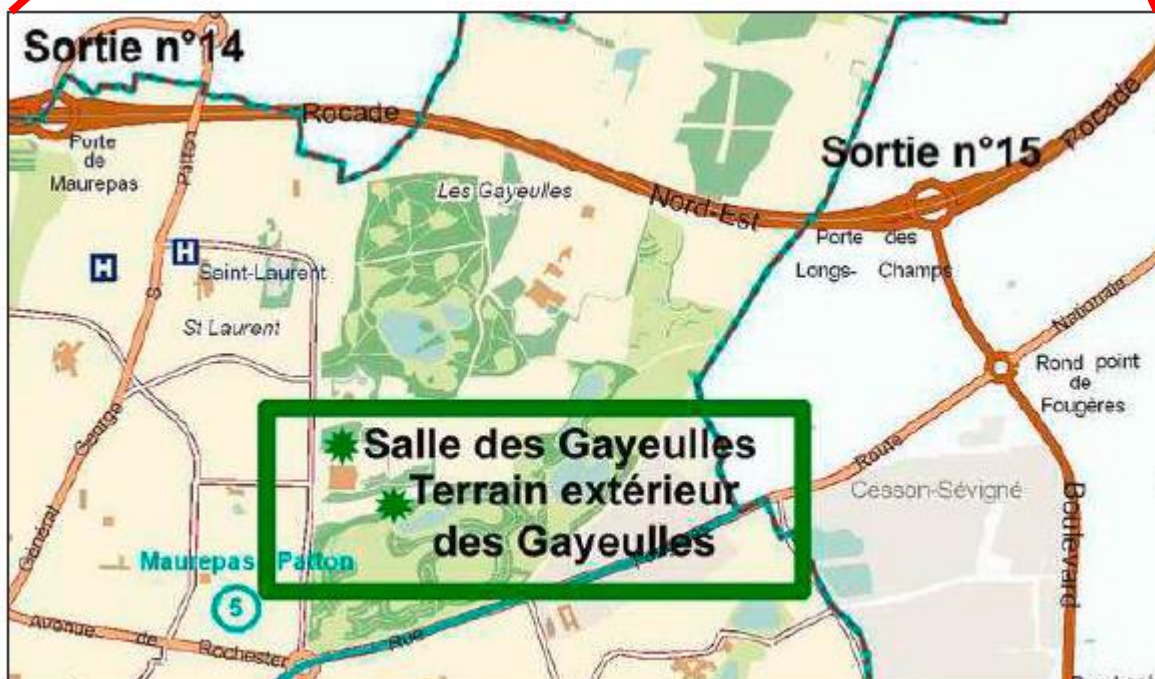 Sortie n°14
Rocade
Porte
de
Maurepas
Patton
Les Gayeulles
Sortie n°15
Rocade
Nord-Est
Porte des
Longs- Champs
H
H
Saint-Laurent
St Laurent
Nationale
Rond point
de
Fougères
George
S
Général
Salle des Gayeulles
Terrain extérieur
des Gayeulles
Route
Cesson-Sévigné
Boulevard
Maurepas Patton
5
Avenue de Rochester
Rue